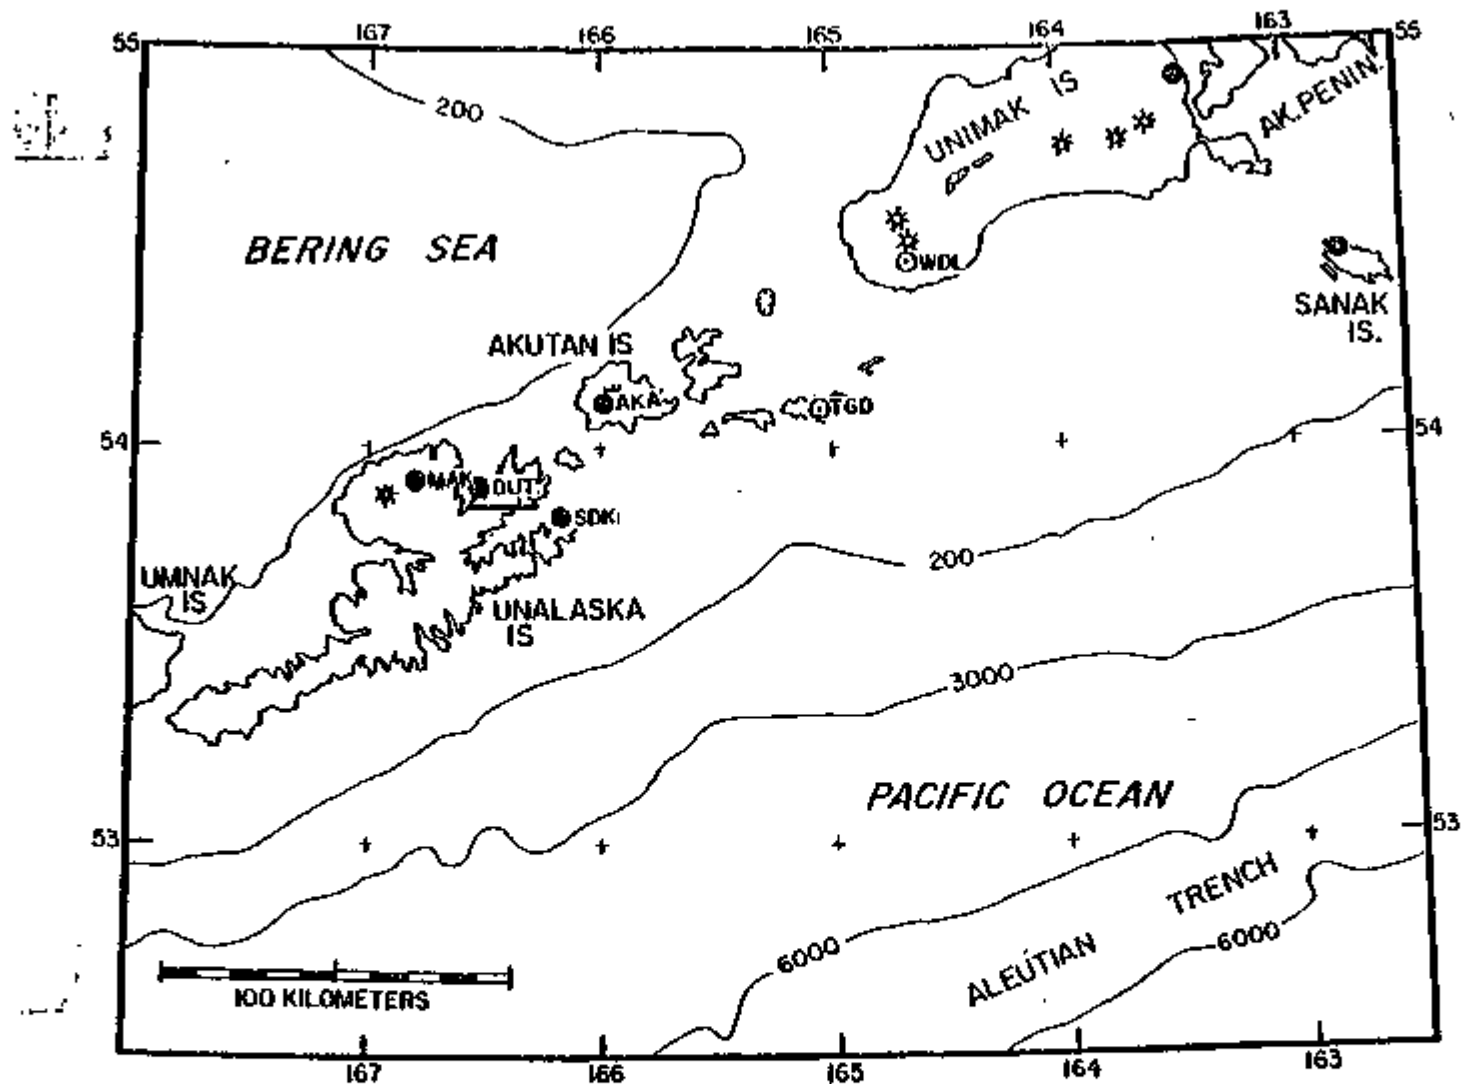 167 166 165 164 163
55 55
200
UNIMAK IS
AK. PENIN.
BERING SEA
WDL
SANAK
IS.
AKUTAN IS
AKA
TGD
54 54
MAK
DUT
SDK
UMNAK
IS
200
UNALASKA
IS
3000
PACIFIC OCEAN
53 53
ALEUTIAN TRENCH
6000
6000
100 KILOMETERS
167 166 165 164 163